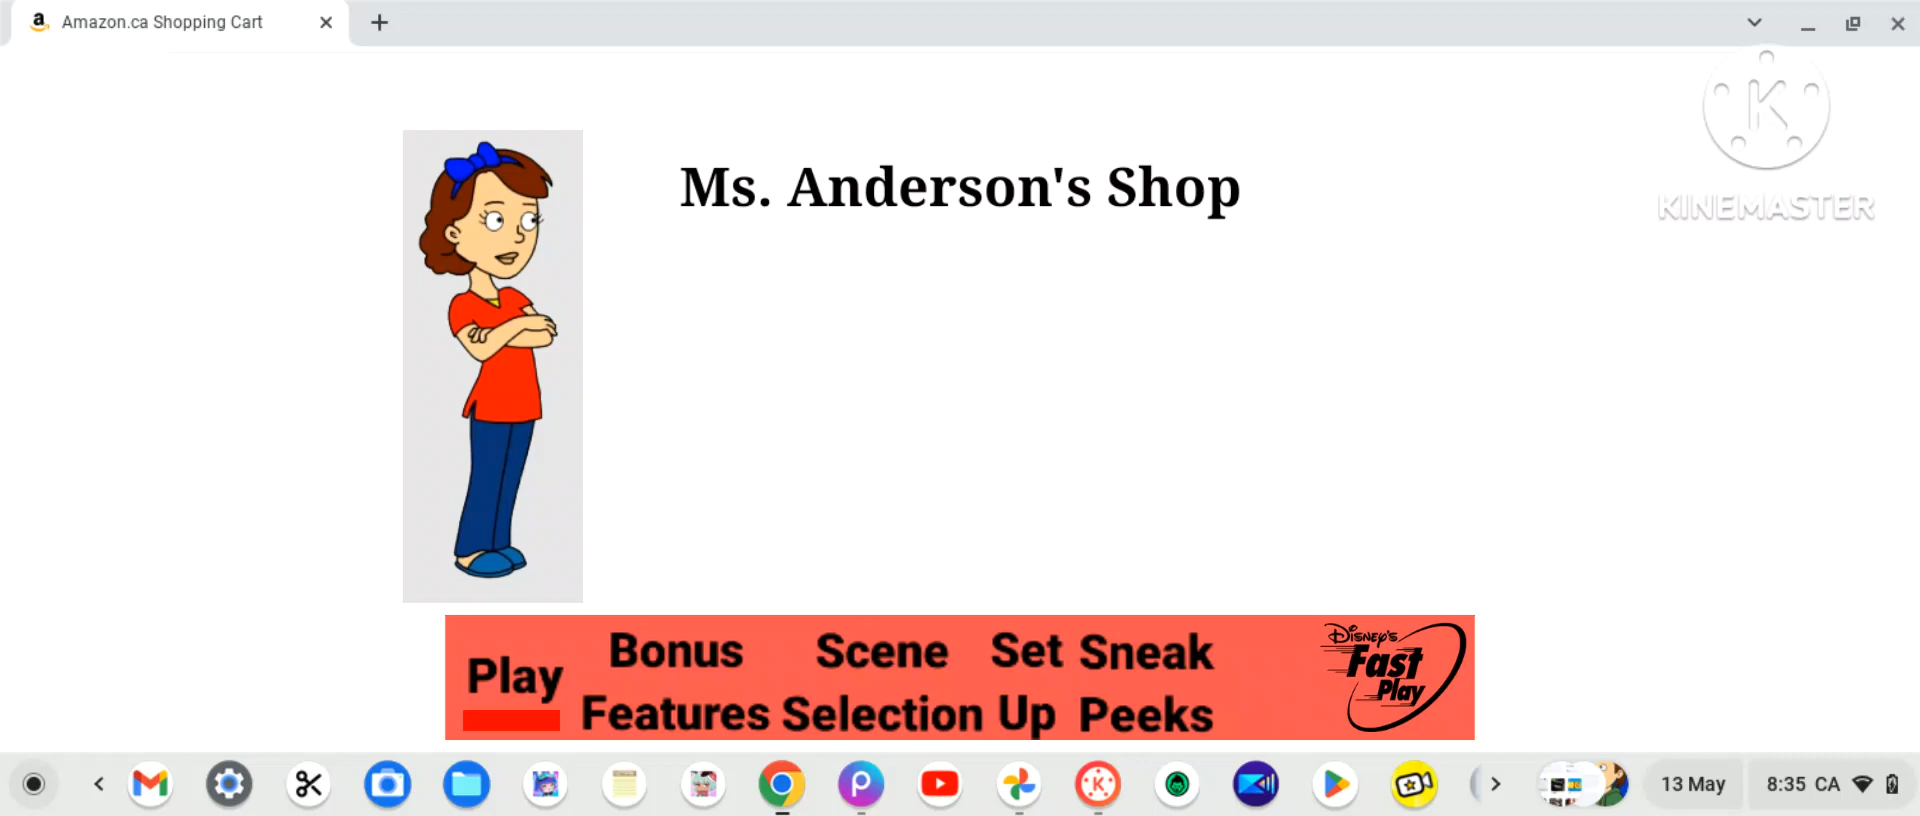 Amazon.ca Shopping Cart
KINEMASTER
Ms. Anderson's Shop
Play
Bonus Features
Scene Selection
Set Up
Sneak Peeks
Disney's
Fast
Play
13 May
8:35 CA